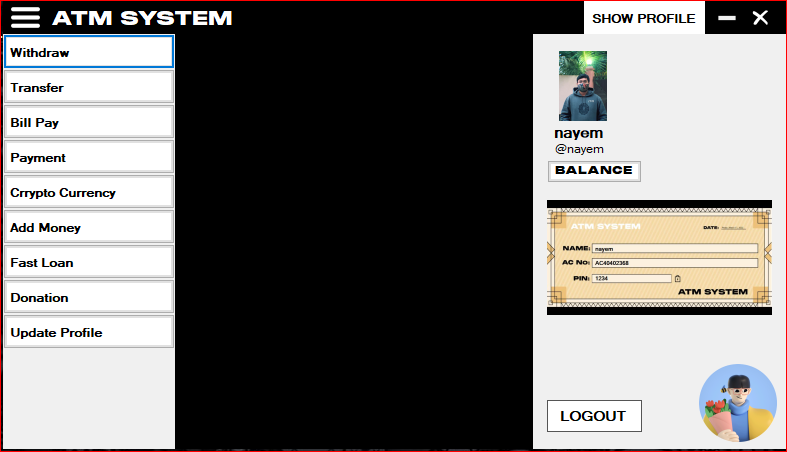 ATM SYSTEM
SHOW PROFILE
Withdraw
Transfer
Bill Pay
Payment
Crrypto Currency
Add Money
Fast Loan
Donation
Update Profile
nayem
@nayem
BALANCE
ATM SYSTEM
DATE:
NAME: nayem
AC No: AC40402368
PIN: 1234
ATM SYSTEM
LOGOUT